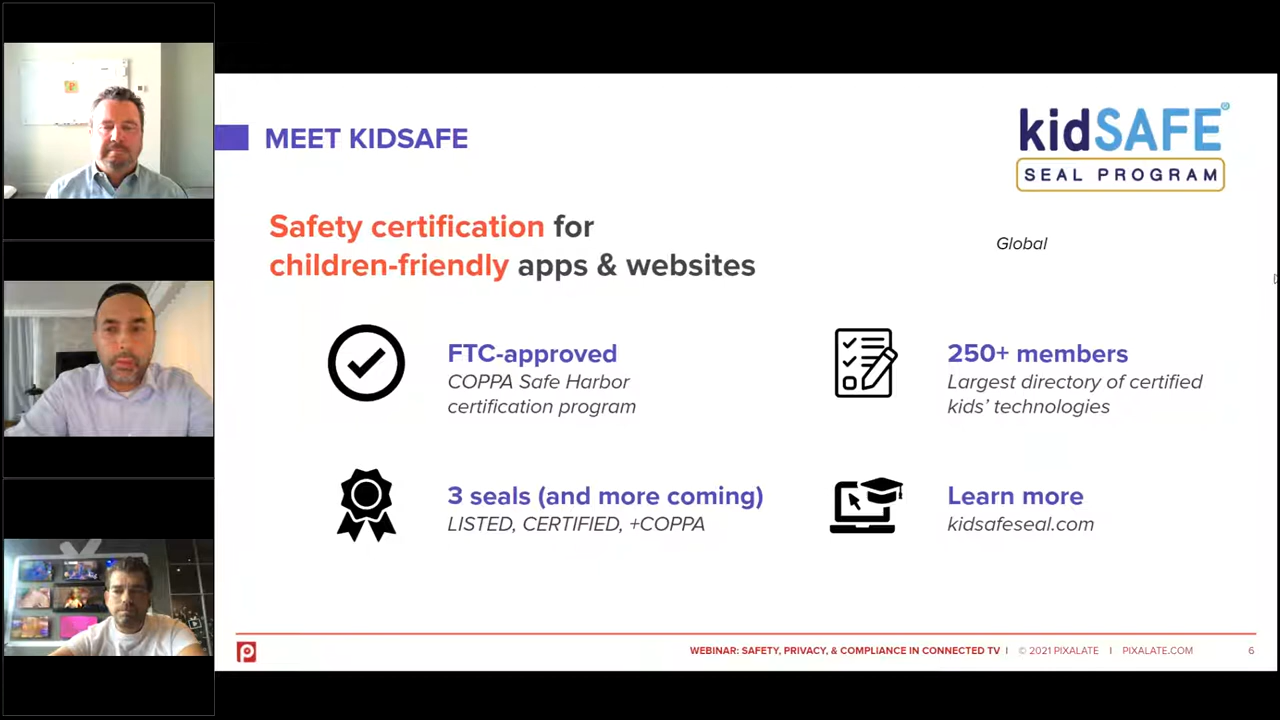 MEET KIDSAFE
kidSAFE®
SEAL PROGRAM
Safety certification for
children-friendly apps & websites
Global
FTC-approved
COPPA Safe Harbor
certification program
250+ members
Largest directory of certified
kids' technologies
3 seals (and more coming)
LISTED, CERTIFIED, +COPPA
Learn more
kidsafeseal.com
WEBINAR: SAFETY, PRIVACY, & COMPLIANCE IN CONNECTED TV I © 2021 PIXALATE I PIXALATE.COM 6